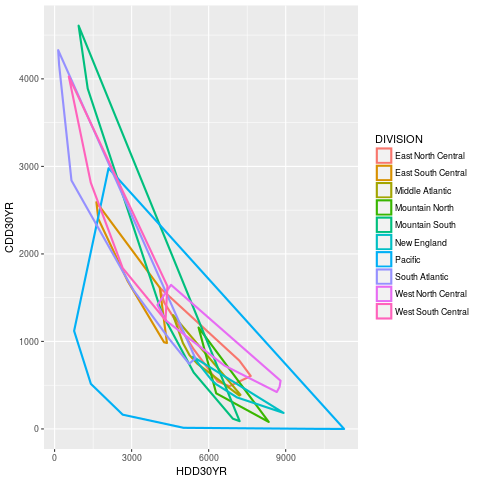 4000
3000
2000
1000
0
CDD30YR
0
3000
6000
9000
HDD30YR
DIVISION
East North Central
East South Central
Middle Atlantic
Mountain North
Mountain South
New England
Pacific
South Atlantic
West North Central
West South Central